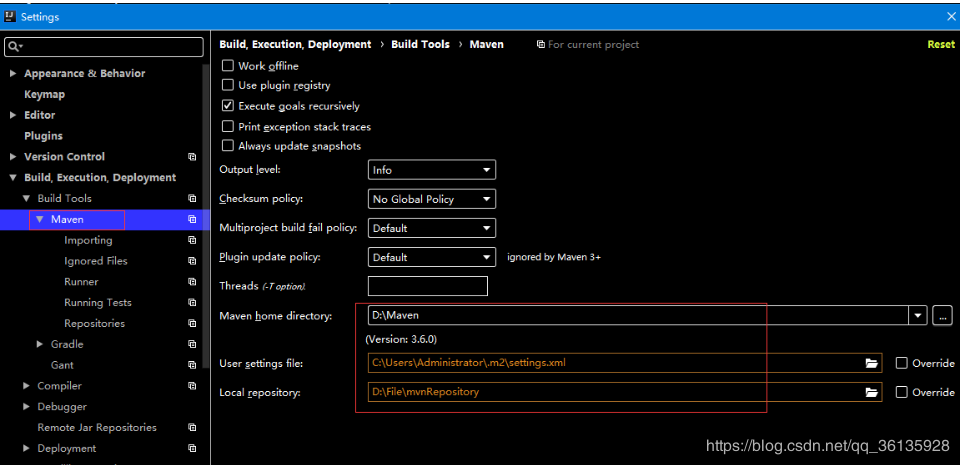 Settings
Build, Execution, Deployment › Build Tools › Maven For current project Reset
Appearance & Behavior
Keymap
Editor
Plugins
Version Control
Build, Execution, Deployment
Build Tools
Maven
Importing
Ignored Files
Runner
Running Tests
Repositories
Gradle
Gant
Compiler
Debugger
Remote Jar Repositories
Deployment
Work offline
Use plugin registry
Execute goals recursively
Print exception stack traces
Always update snapshots
Output level: Info
Checksum policy: No Global Policy
Multiproject build fail policy: Default
Plugin update policy: Default ignored by Maven 3+
Threads (-T option).
Maven home directory: D:\Maven ...
(Version: 3.6.0)
User settings file: C:\Users\Administrator\.m2\settings.xml Override
Local repository: D:\File\mvnRepository Override
https://blog.csdn.net/qq_36135928